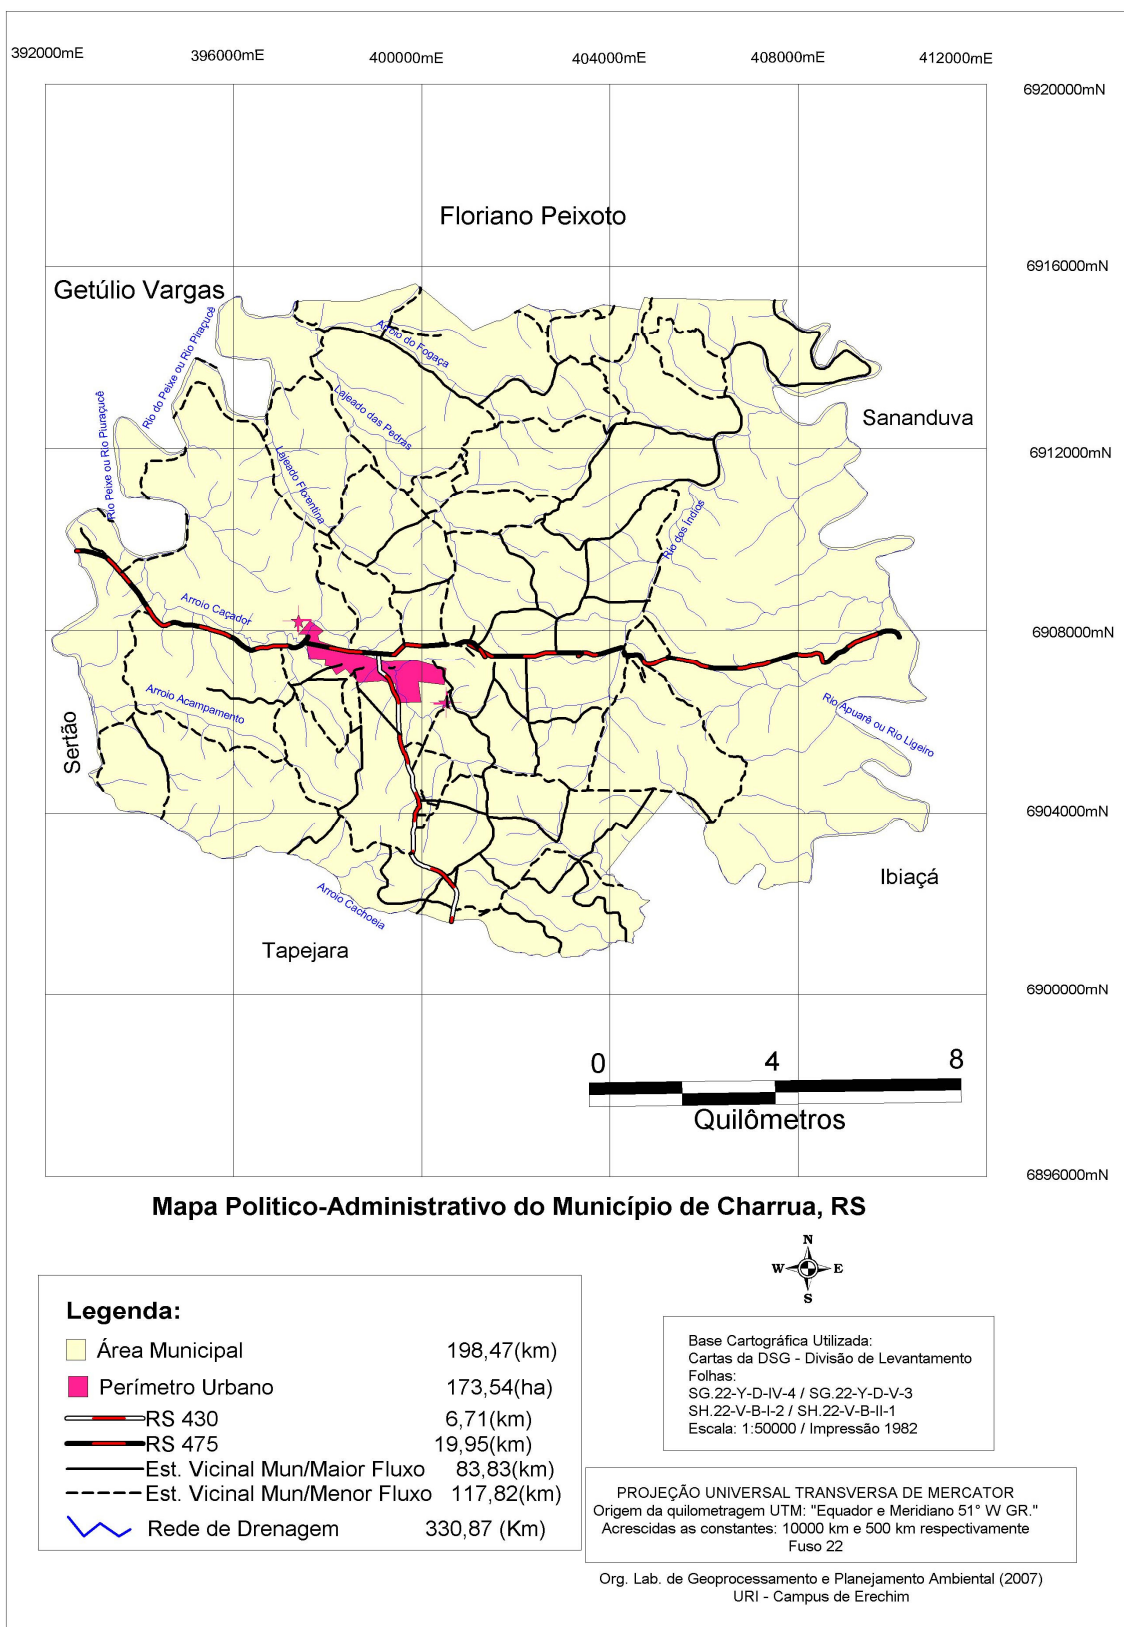 392000mE 396000mE 400000mE 404000mE 408000mE 412000mE
6920000mN
Floriano Peixoto
6916000mN
Getúlio Vargas
Rio do Peixe ou Rio Piraçucê
Arroio do Fogaça
Lajeado das Pedras
Rio Peixe ou Rio Piuraçucê
Sananduva
6912000mN
Lajeado Florentina
Rio dos Índios
Arroio Caçador
6908000mN
Arroio Acampamento
Rio Apuarê ou Rio Ligeiro
Sertão
6904000mN
Ibiaçá
Arroio Cachoeia
Tapejara
6900000mN
0 4 8
Quilômetros
6896000mN
Mapa Politico-Administrativo do Município de Charrua, RS
N
W E
S
Legenda:
Área Municipal 198,47(km)
Perímetro Urbano 173,54(ha)
RS 430 6,71(km)
RS 475 19,95(km)
Est. Vicinal Mun/Maior Fluxo 83,83(km)
Est. Vicinal Mun/Menor Fluxo 117,82(km)
Rede de Drenagem 330,87 (Km)
Base Cartográfica Utilizada:
Cartas da DSG - Divisão de Levantamento
Folhas:
SG.22-Y-D-IV-4 / SG.22-Y-D-V-3
SH.22-V-B-I-2 / SH.22-V-B-II-1
Escala: 1:50000 / Impressão 1982
PROJEÇÃO UNIVERSAL TRANSVERSA DE MERCATOR
Origem da quilometragem UTM: "Equador e Meridiano 51° W GR."
Acrescidas as constantes: 10000 km e 500 km respectivamente
Fuso 22
Org. Lab. de Geoprocessamento e Planejamento Ambiental (2007)
URI - Campus de Erechim